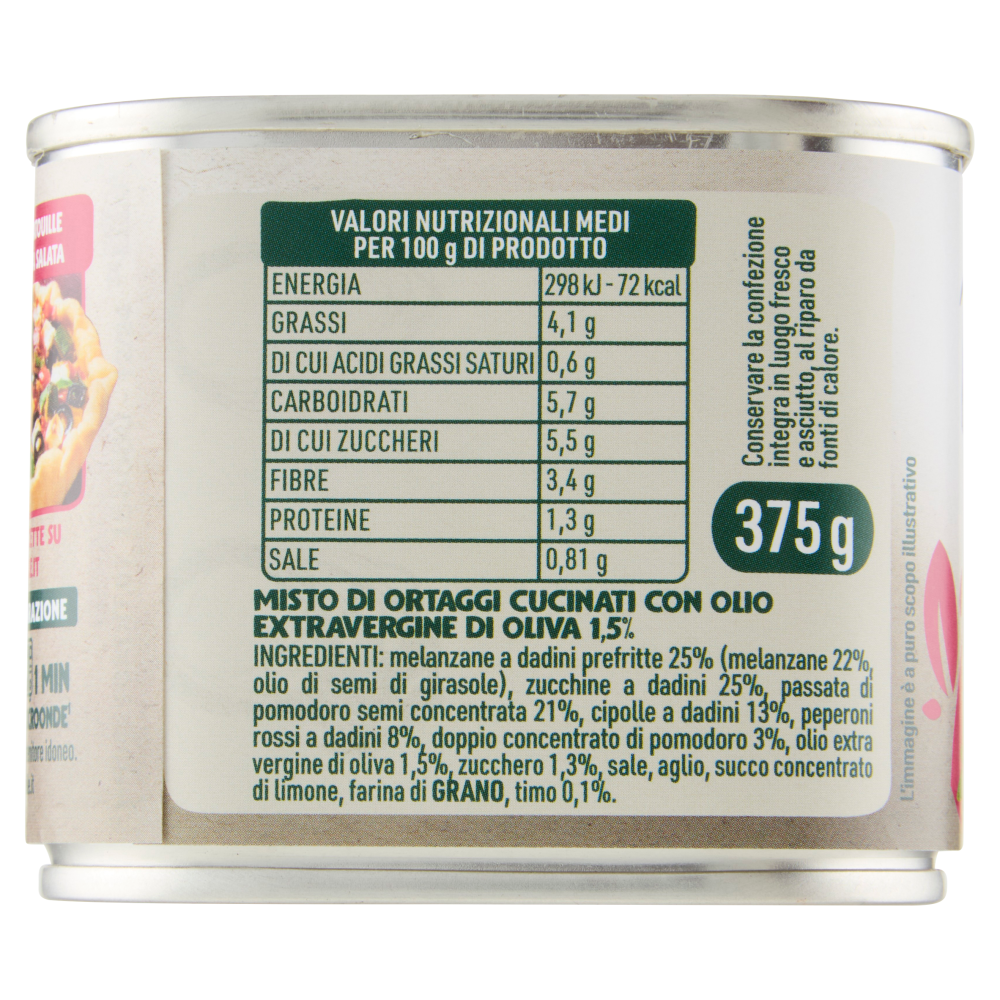 SALATA
VALORI NUTRIZIONALI MEDI
PER 100 g DI PRODOTTO
ENERGIA 298 kJ - 72 kcal
GRASSI 4,1 g
DI CUI ACIDI GRASSI SATURI 0,6 g
CARBOIDRATI 5,7 g
DI CUI ZUCCHERI 5,5 g
FIBRE 3,4 g
PROTEINE 1,3 g
SALE 0,81 g
Conservare la confezione
integra in luogo fresco
e asciutto, al riparo da
fonti di calore.
375 g
MISTO DI ORTAGGI CUCINATI CON OLIO
EXTRAVERGINE DI OLIVA 1,5%
INGREDIENTI: melanzane a dadini prefritte 25% (melanzane 22%,
olio di semi di girasole), zucchine a dadini 25%, passata di
pomodoro semi concentrata 21%, cipolle a dadini 13%, peperoni
rossi a dadini 8%, doppio concentrato di pomodoro 3%, olio extra
vergine di oliva 1,5%, zucchero 1,3%, sale, aglio, succo concentrato
di limone, farina di GRANO, timo 0,1%.
L'immagine è a puro scopo illustrativo
SU
1 MIN
idoneo.